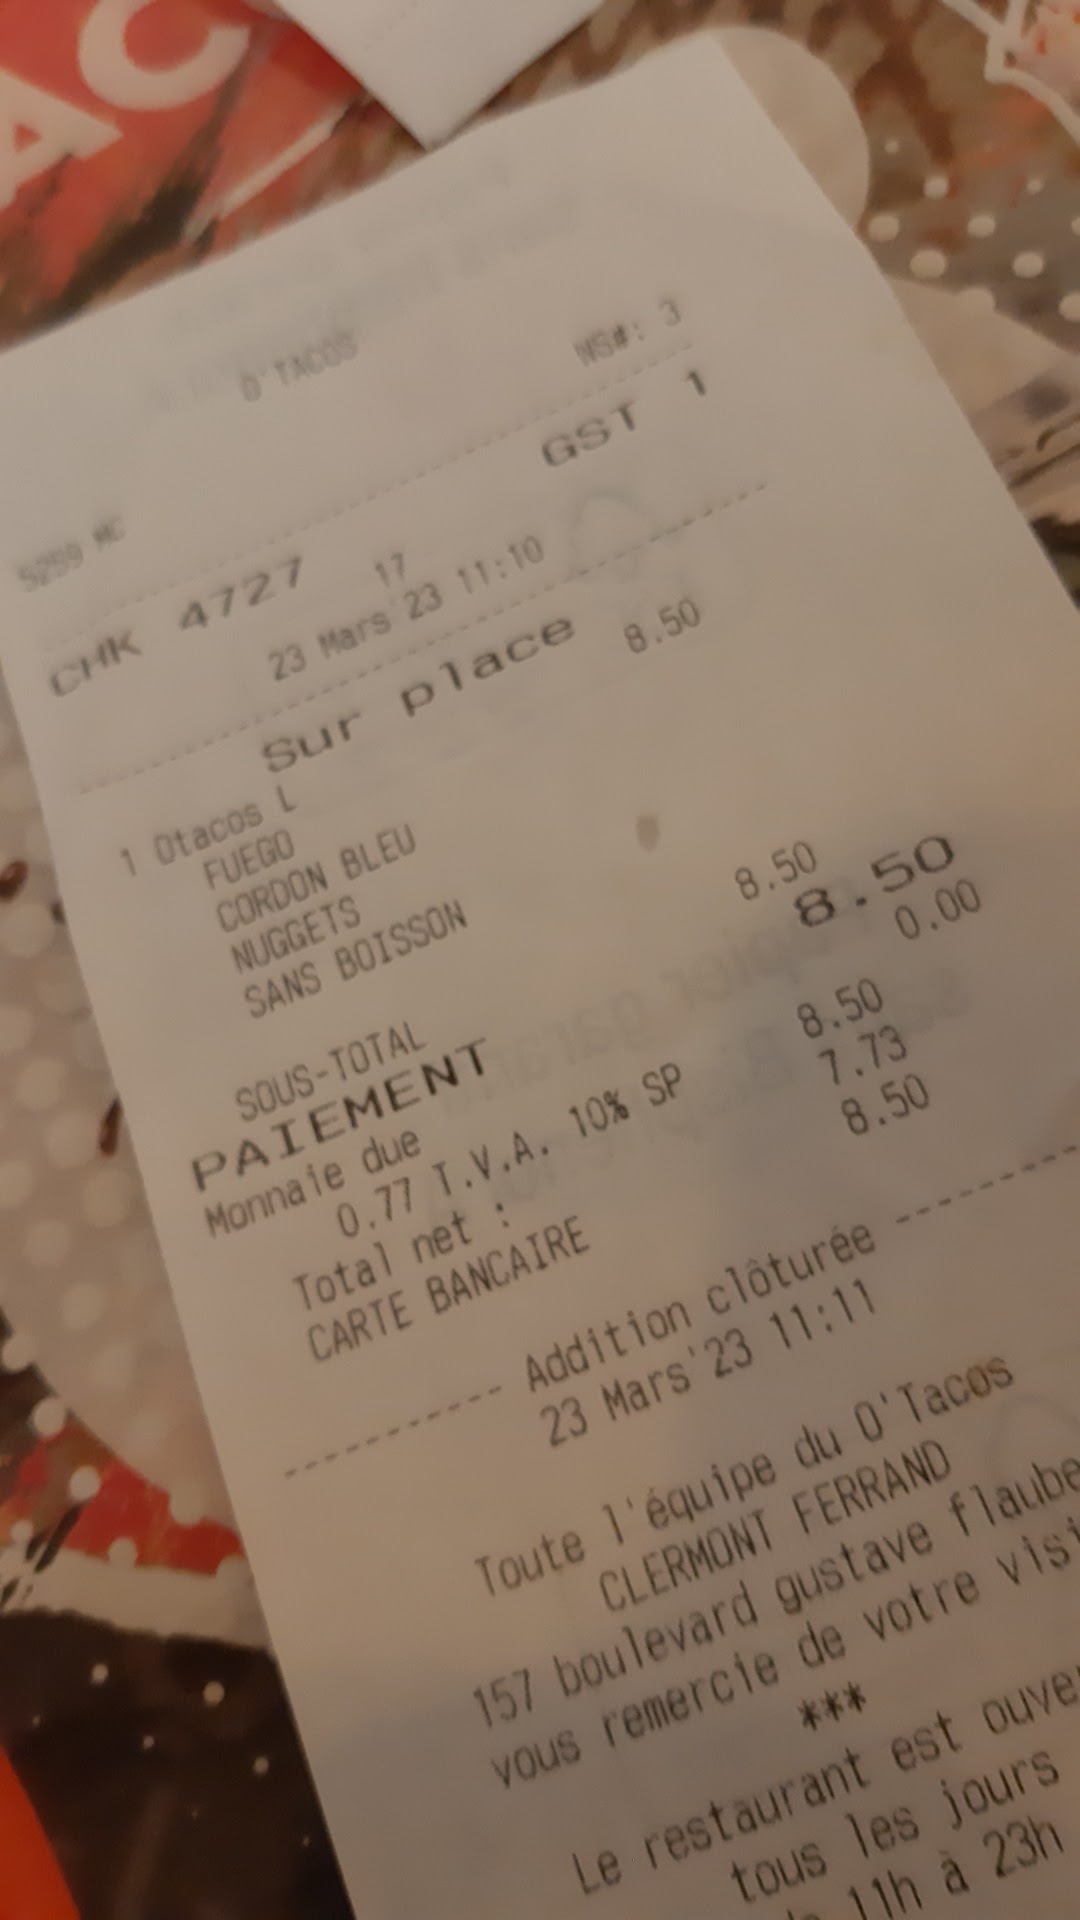 AC
O'TACOS
WS#: 3
5259 MC
GST 1
CHK 4727
17
23 Mars'23 11:10
Sur place
1 Otacos L 8.50
FUEGO
CORDON BLEU
NUGGETS
SANS BOISSON
SOUS-TOTAL 8.50
PAIEMENT 8.50
Monnaie due 0.00
0.77 T.V.A. 10% SP 8.50
Total net : 7.73
CARTE BANCAIRE 8.50
---------- Addition clôturée ----------
23 Mars'23 11:11
Toute l'équipe du O'Tacos
CLERMONT FERRAND
157 boulevard gustave flaube
vous remercie de votre visi
***
Le restaurant est ouve
tous les jours
11h à 23h